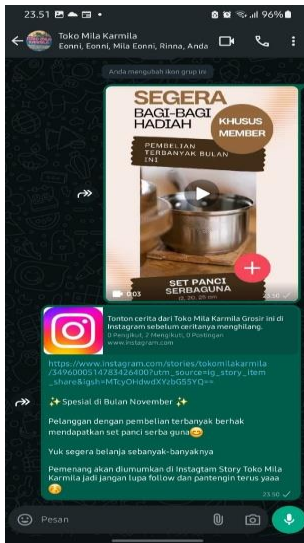 23.51
96%
Toko Mila Karmila
Eonni, Eonni, Mila Eonni, Rinna, Anda
Anda mengubah ikon grup ini
SEGERA
BAGI-BAGI
HADIAH
KHUSUS
MEMBER
PEMBELIAN
TERBANYAK BULAN
INI
SET PANCI
SERBAGUNA
0:03
23.50
Tonton cerita dari Toko Mila Karmila Grosir ini di
Instagram sebelum ceritanya menghilang.
0 Pengikut, 2 Mengikuti, 0 Postingan
www.instagram.com
https://www.instagram.com/stories/tokomilakarmila
/3496000514783426400?utm_source=ig_story_item
_share&igsh=MTcyOHdwdXYzbG55YQ==
✨ Spesial di Bulan November ✨
Pelanggan dengan pembelian terbanyak berhak
mendapatkan set panci serba guna😊
Yuk segera belanja sebanyak-banyaknya
Pemenang akan diumumkan di Instagtam Story Toko Mila
Karmila jadi jangan lupa follow dan pantengin terus yaaa
23.50
Pesan